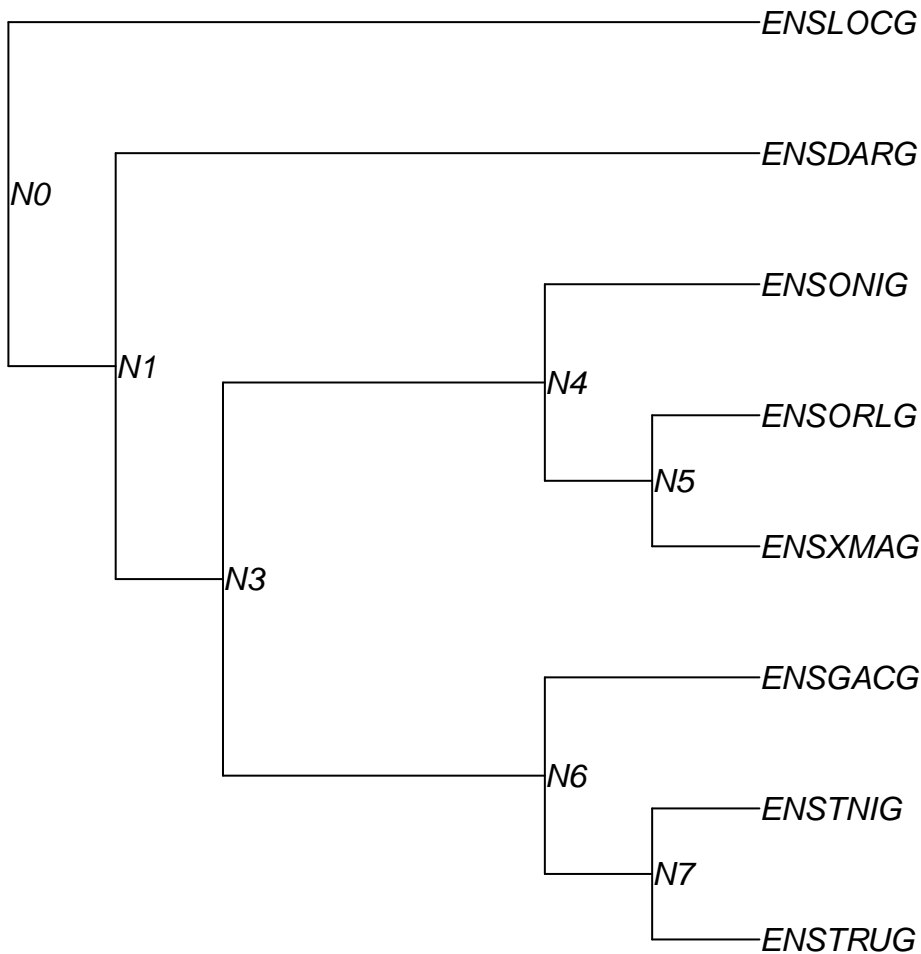 ENSLOCG
ENSDARG
N0
ENSONIG
N1
N4
ENSORLG
N5
ENSXMAG
N3
ENSGACG
N6
ENSTNIG
N7
ENSTRUG